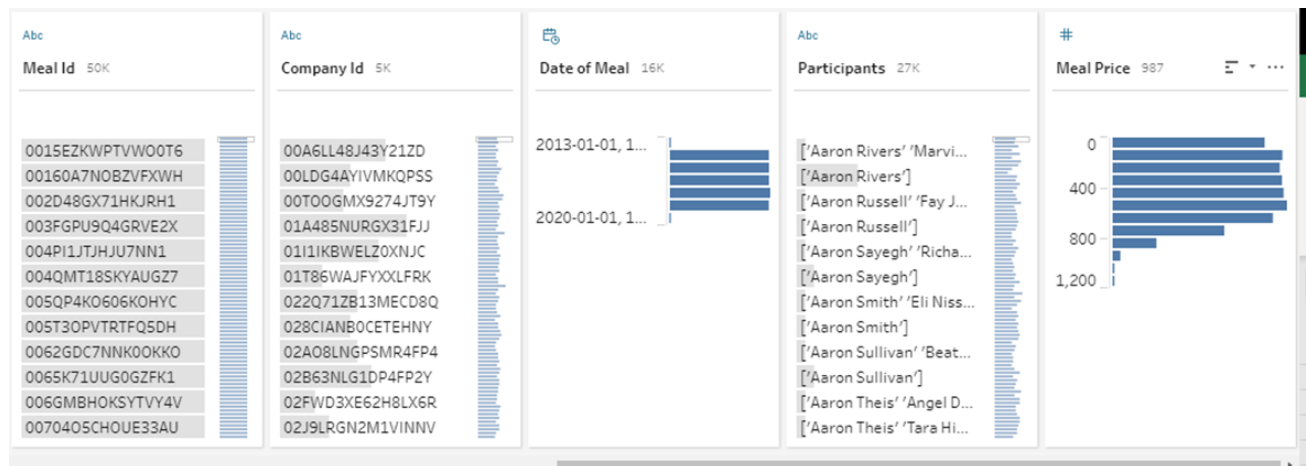 Abc
Meal Id 50K
0015EZKWPTVWO0T6
00160A7NOBZVFXWH
002D48GX71HKJRH1
003FGPU9Q4GRVE2X
004PI1JTJHJU7NN1
004QMT18SKYAUGZ7
005QP4KO606KOHYC
005T3OPVTRTFQ5DH
0062GDC7NNK0OKKO
0065K71UUG0GZFK1
006GMBHOKSYTVY4V
00704O5CHOUE33AU
Abc
Company Id 5K
00A6LL48J43Y21ZD
00LDG4AYIVMKQPSS
00TOOGMX9274JT9Y
01A485NURGX31FJJ
01I1IKBWELZ0XNJC
01T86WAJFYXXLFRK
022Q71ZB13MECD8Q
028CIANB0CETEHNY
02AO8LNGPSMR4FP4
02B63NLG1DP4FP2Y
02FWD3XE62H8LX6R
02J9LRGN2M1VINNV
Date of Meal 16K
2013-01-01, 1...
2020-01-01, 1...
Abc
Participants 27K
['Aaron Rivers' 'Marvi...
['Aaron Rivers']
['Aaron Russell' 'Fay J...
['Aaron Russell']
['Aaron Sayegh' 'Richa...
['Aaron Sayegh']
['Aaron Smith' 'Eli Niss...
['Aaron Smith']
['Aaron Sullivan' 'Beat...
['Aaron Sullivan']
['Aaron Theis' 'Angel D...
['Aaron Theis' 'Tara Hi...
#
Meal Price 987
0
400
800
1,200